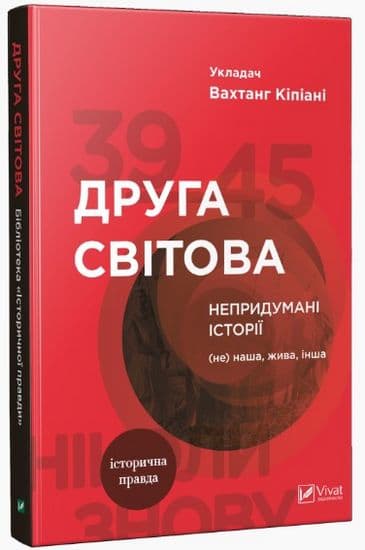 ДРУГА СВІТОВА Бібліотека «Історичної правди»
Укладач
Вахтанг Кіпіані
39
45
ДРУГА
СВІТОВА
НЕПРИДУМАНІ
ІСТОРІЇ
(не) наша, жива, інша
НІКОЛИ
ЗНОВУ
історична
правда
Vivat